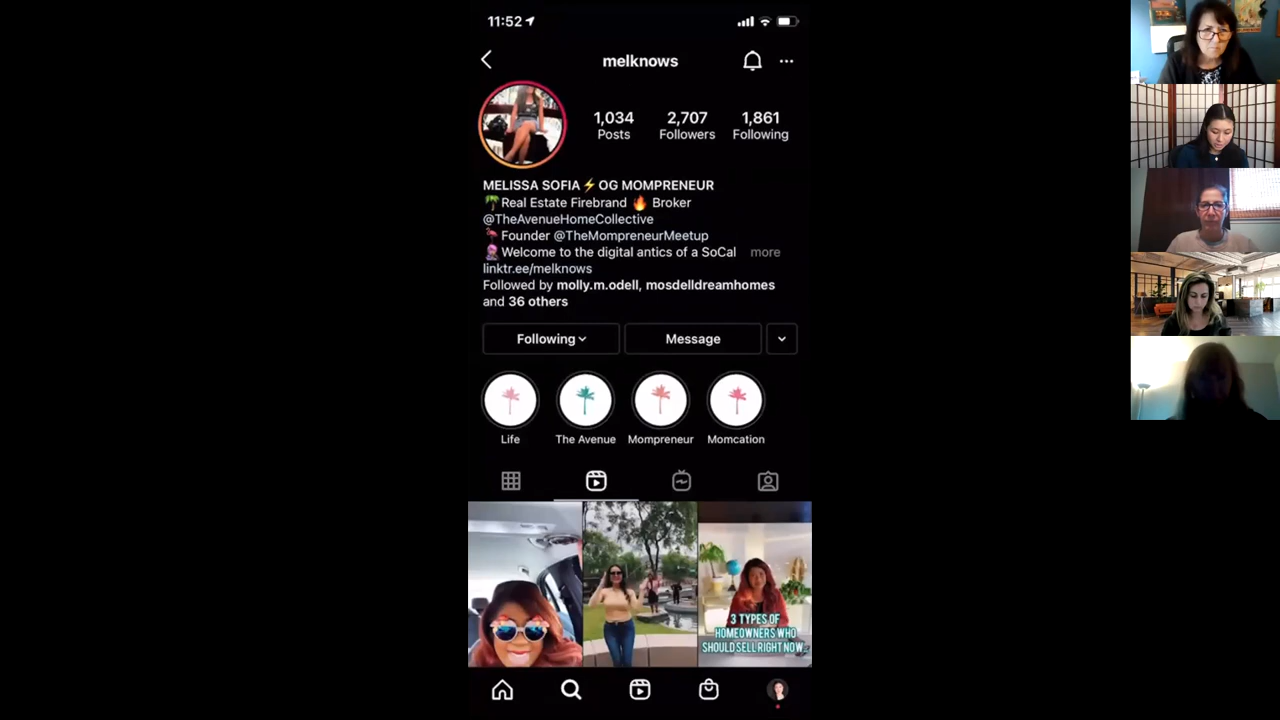 11:52
melknows
1,034 2,707 1,861
Posts Followers Following
MELISSA SOFIA⚡OG MOMPRENEUR
🌴Real Estate Firebrand 🔥 Broker
@TheAvenueHomeCollective
🦩Founder @TheMompreneurMeetup
Welcome to the digital antics of a SoCal more
linktr.ee/melknows
Followed by molly.m.odell, mosdelldreamhomes
and 36 others
Following Message
Life The Avenue Mompreneur Momcation
3 TYPES OF
HOMEOWNERS WHO
SHOULD SELL RIGHT NOW